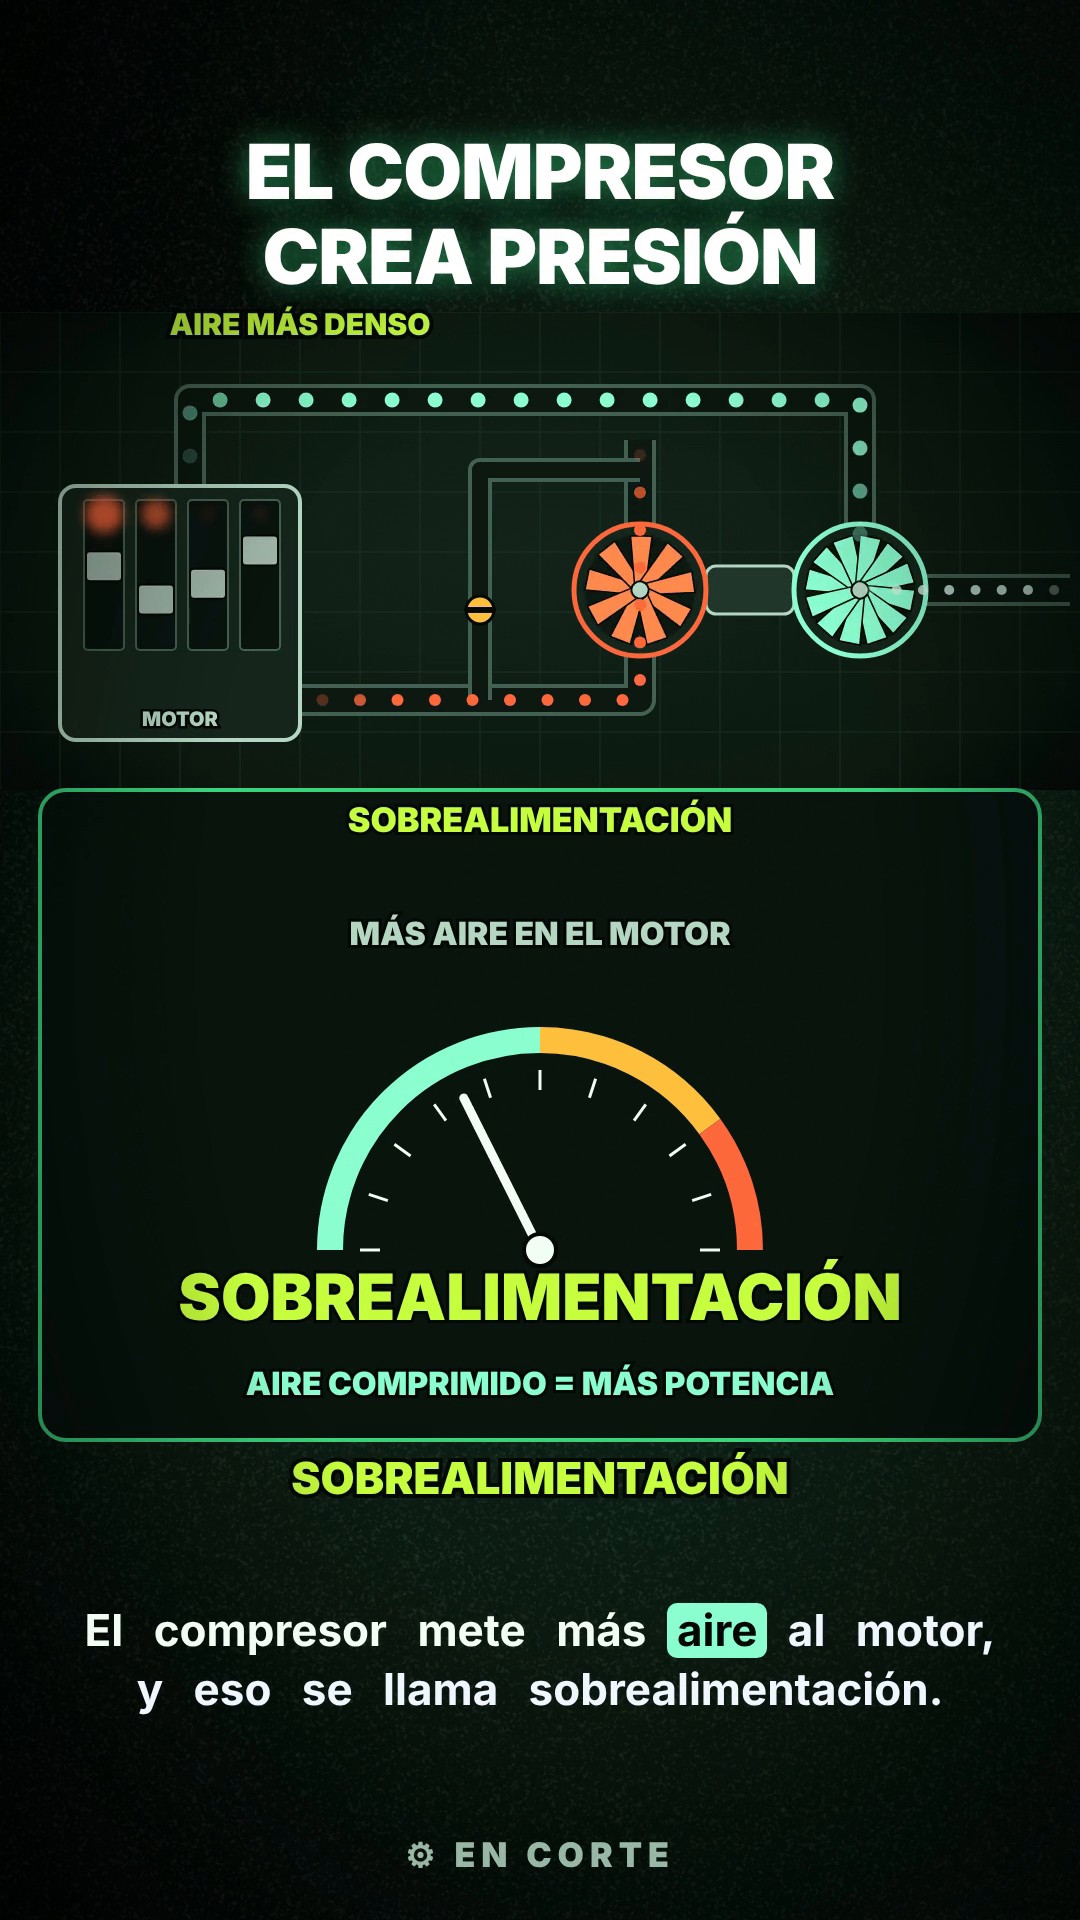 EL COMPRESOR
CREA PRESIÓN
AIRE MÁS DENSO
MOTOR
SOBREALIMENTACIÓN
MÁS AIRE EN EL MOTOR
SOBREALIMENTACIÓN
AIRE COMPRIMIDO = MÁS POTENCIA
SOBREALIMENTACIÓN
El compresor mete más aire al motor,
y eso se llama sobrealimentación.
⚙ EN CORTE